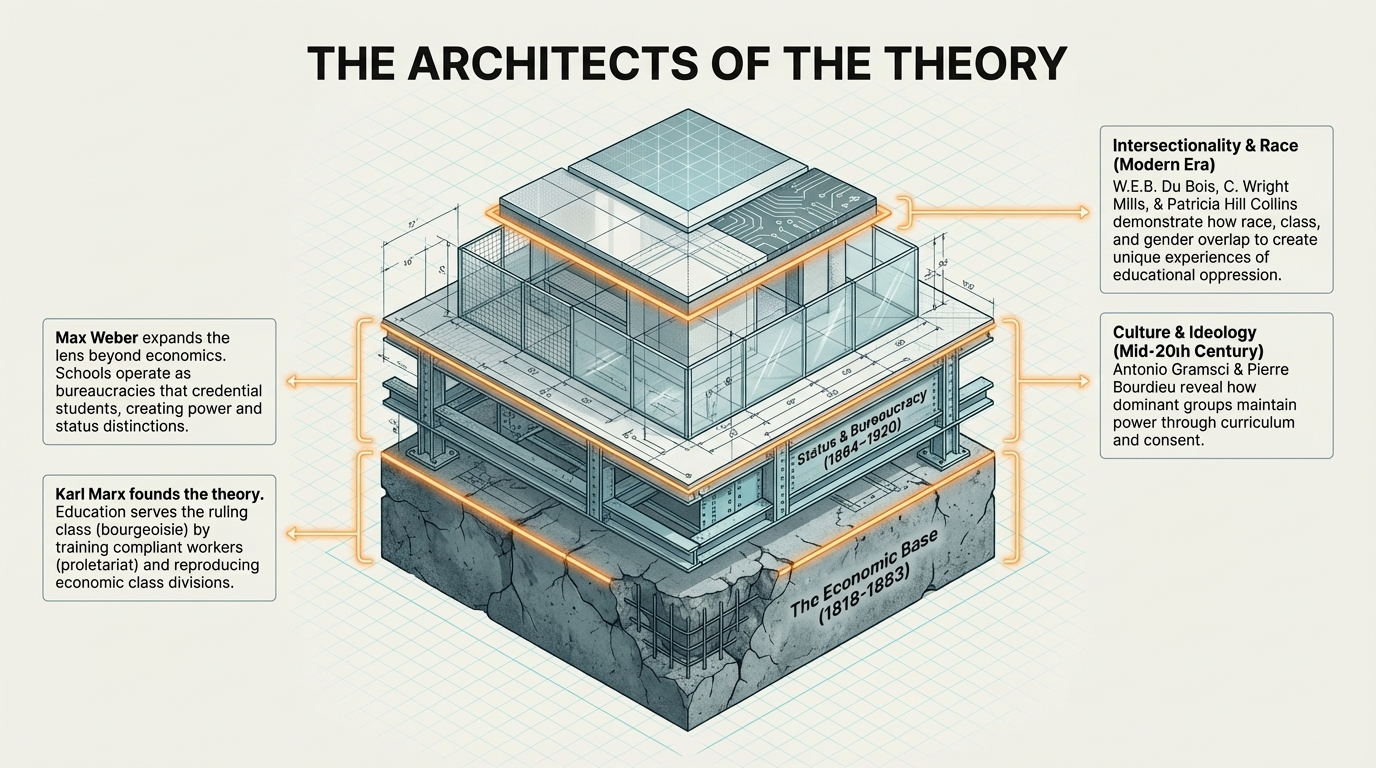 THE ARCHITECTS OF THE THEORY
Intersectionality & Race
(Modern Era)
W.E.B. Du Bois, C. Wright
MIlls, & Patricia Hill Collins
demonstrate how race, class,
and gender overlap to create
unique experiences of
educational oppression.
Max Weber expands the
lens beyond economics.
Schools operate as
bureaucracies that credential
students, creating power and
status distinctions.
Culture & Ideology
(Mid-20th Century)
Antonio Gramsci & Pierre
Bourdieu reveal how
dominant groups maintain
power through curriculum
and consent.
Status & Bureaucracy
(1864–1920)
Karl Marx founds the theory.
Education serves the ruling
class (bourgeoisie) by
training compliant workers
(proletariat) and reproducing
economic class divisions.
The Economic Base
(1818-1883)